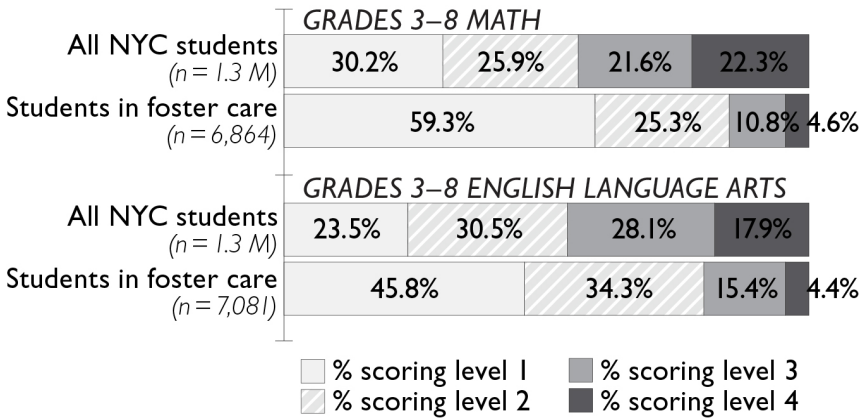 GRADES 3–8 MATH
All NYC students
(n = 1.3 M)
30.2% 25.9% 21.6% 22.3%
Students in foster care
(n = 6,864)
59.3% 25.3% 10.8% 4.6%
GRADES 3–8 ENGLISH LANGUAGE ARTS
All NYC students
(n = 1.3 M)
23.5% 30.5% 28.1% 17.9%
Students in foster care
(n = 7,081)
45.8% 34.3% 15.4% 4.4%
% scoring level 1
% scoring level 2
% scoring level 3
% scoring level 4